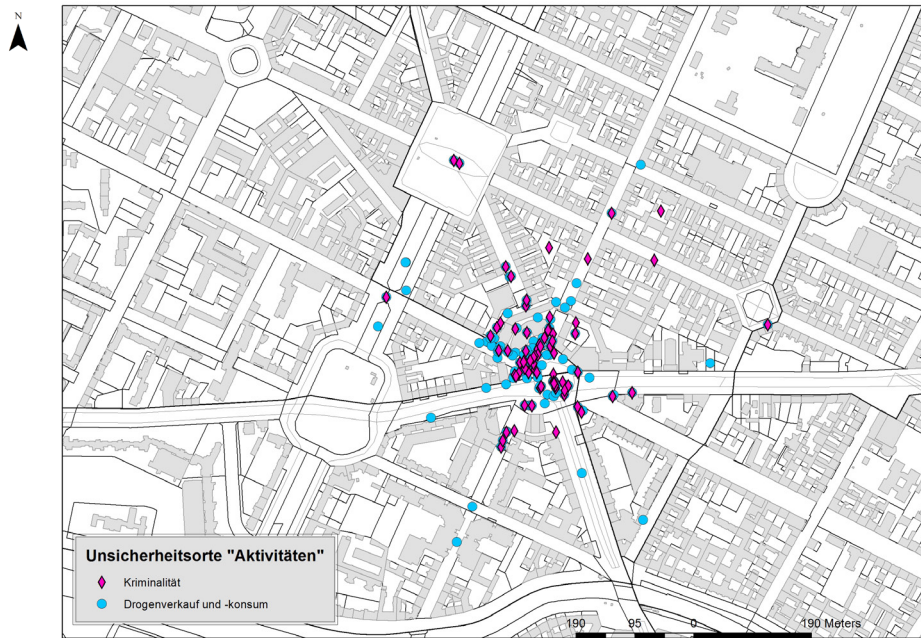 N
Unsicherheitsorte "Aktivitäten"
Kriminalität
Drogenverkauf und -konsum
190 95 0 190 Meters